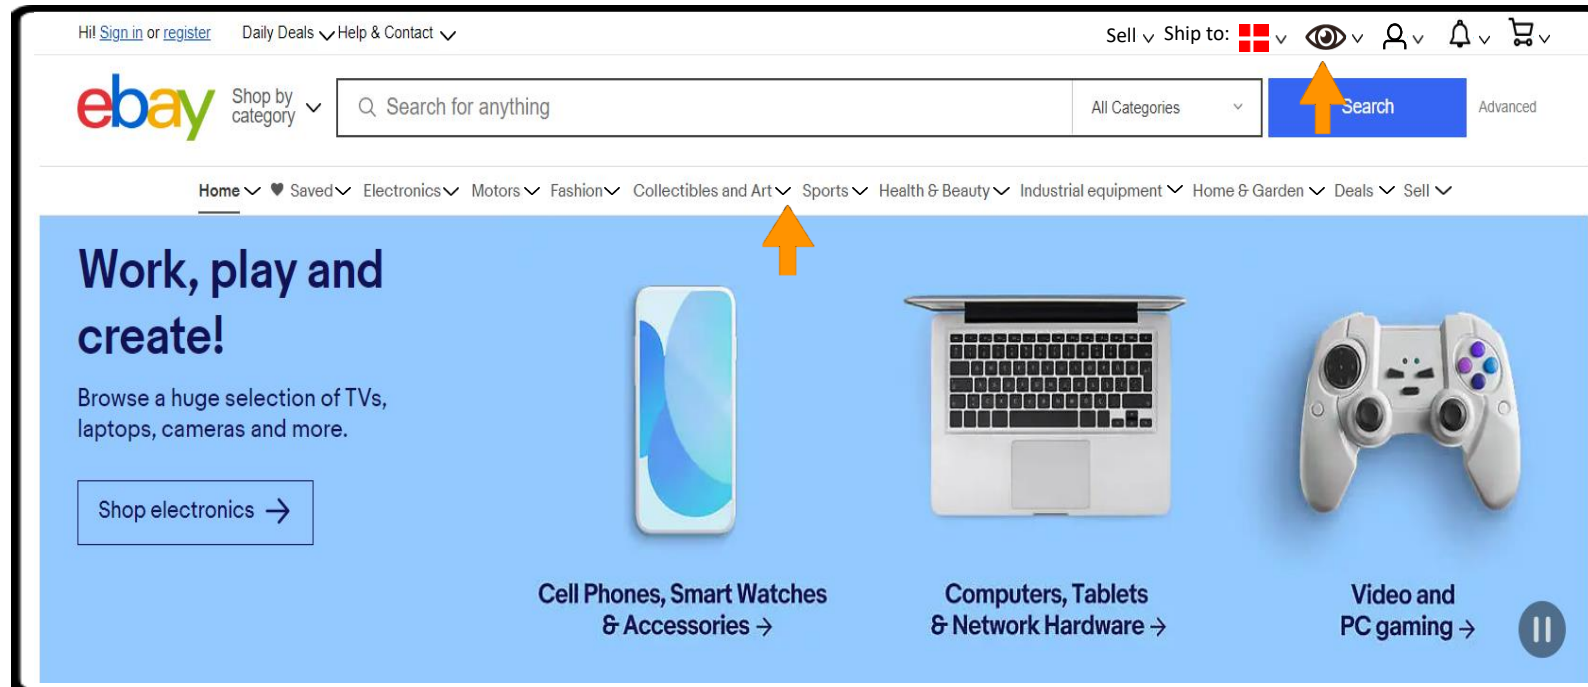 Hi! Sign in or register Daily Deals Help & Contact Sell Ship to:
ebay Shop by category Search for anything All Categories Search Advanced
Home Saved Electronics Motors Fashion Collectibles and Art Sports Health & Beauty Industrial equipment Home & Garden Deals Sell
Work, play and
create!
Browse a huge selection of TVs,
laptops, cameras and more.
Shop electronics →
Cell Phones, Smart Watches
& Accessories →
Computers, Tablets
& Network Hardware →
Video and
PC gaming →